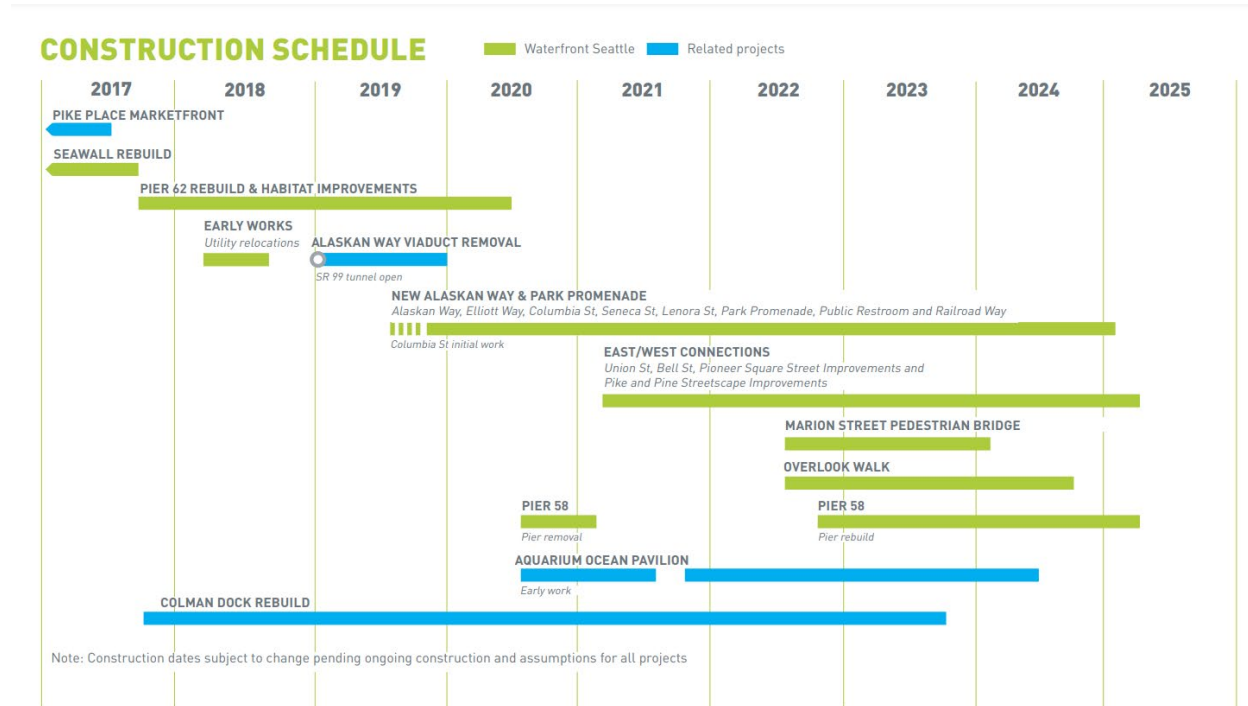 CONSTRUCTION SCHEDULE
Waterfront Seattle
Related projects
2017 2018 2019 2020 2021 2022 2023 2024 2025
PIKE PLACE MARKETFRONT
SEAWALL REBUILD
PIER 62 REBUILD & HABITAT IMPROVEMENTS
EARLY WORKS
Utility relocations
ALASKAN WAY VIADUCT REMOVAL
SR 99 tunnel open
NEW ALASKAN WAY & PARK PROMENADE
Alaskan Way, Elliott Way, Columbia St, Seneca St, Lenora St, Park Promenade, Public Restroom and Railroad Way
Columbia St initial work
EAST/WEST CONNECTIONS
Union St, Bell St, Pioneer Square Street Improvements and
Pike and Pine Streetscape Improvements
MARION STREET PEDESTRIAN BRIDGE
OVERLOOK WALK
PIER 58
Pier removal
PIER 58
Pier rebuild
AQUARIUM OCEAN PAVILION
Early work
COLMAN DOCK REBUILD
Note: Construction dates subject to change pending ongoing construction and assumptions for all projects